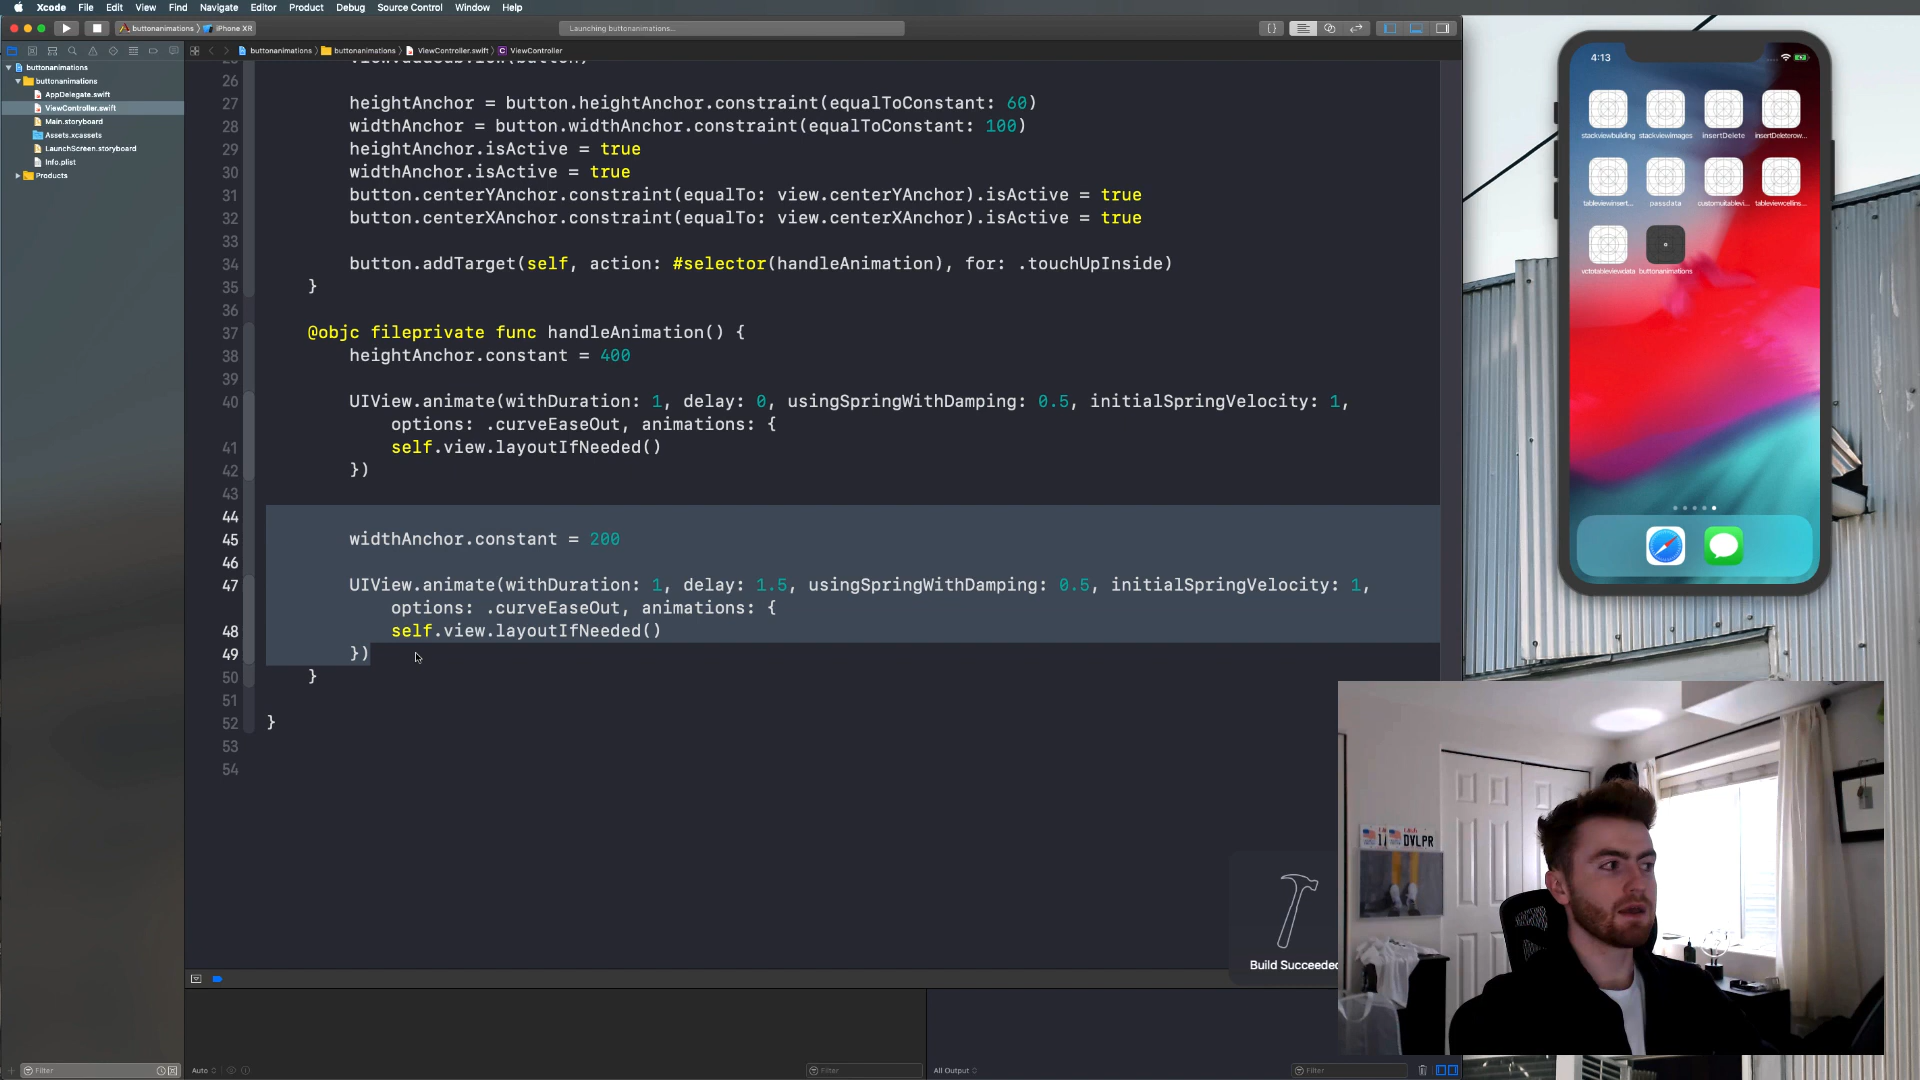 Xcode File Edit View Find Navigate Editor Product Debug Source Control Window Help
buttonanimations iPhone XR
Launching buttonanimations...
buttonanimations buttonanimations ViewController.swift C ViewController
buttonanimations
buttonanimations
AppDelegate.swift
ViewController.swift
Main.storyboard
Assets.xcassets
LaunchScreen.storyboard
Info.plist
Products
26
27 heightAnchor = button.heightAnchor.constraint(equalToConstant: 60)
28 widthAnchor = button.widthAnchor.constraint(equalToConstant: 100)
29 heightAnchor.isActive = true
30 widthAnchor.isActive = true
31 button.centerYAnchor.constraint(equalTo: view.centerYAnchor).isActive = true
32 button.centerXAnchor.constraint(equalTo: view.centerXAnchor).isActive = true
33
34 button.addTarget(self, action: #selector(handleAnimation), for: .touchUpInside)
35 }
36
37 @objc fileprivate func handleAnimation() {
38 heightAnchor.constant = 400
39
40 UIView.animate(withDuration: 1, delay: 0, usingSpringWithDamping: 0.5, initialSpringVelocity: 1,
options: .curveEaseOut, animations: {
41 self.view.layoutIfNeeded()
42 })
43
44
45 widthAnchor.constant = 200
46
47 UIView.animate(withDuration: 1, delay: 1.5, usingSpringWithDamping: 0.5, initialSpringVelocity: 1,
options: .curveEaseOut, animations: {
48 self.view.layoutIfNeeded()
49 })
50 }
51
52 }
53
54
Build Succeeded
Filter
Auto
Filter
All Output
Filter
4:13
stackviewbuilding stackviewimages insertDelete insertDeleterow...
tableviewinsert... passdata customuitablevi... tableviewcellins...
vctotableviewdata buttonanimations
DVLPR